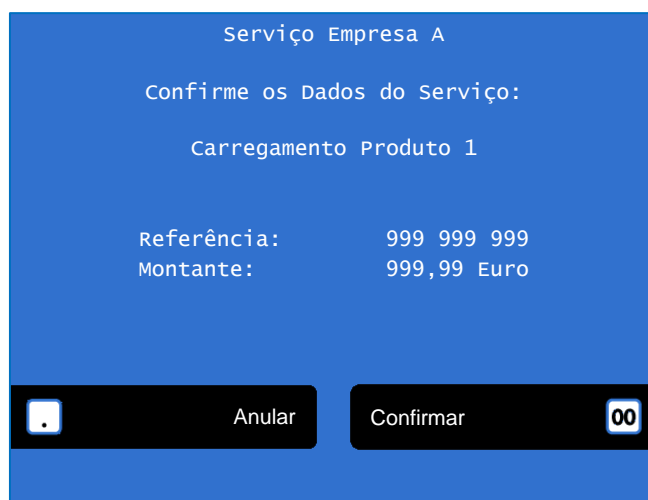 Serviço Empresa A
Confirme os Dados do Serviço:
Carregamento Produto 1
Referência: 999 999 999
Montante: 999,99 Euro
. Anular Confirmar 00